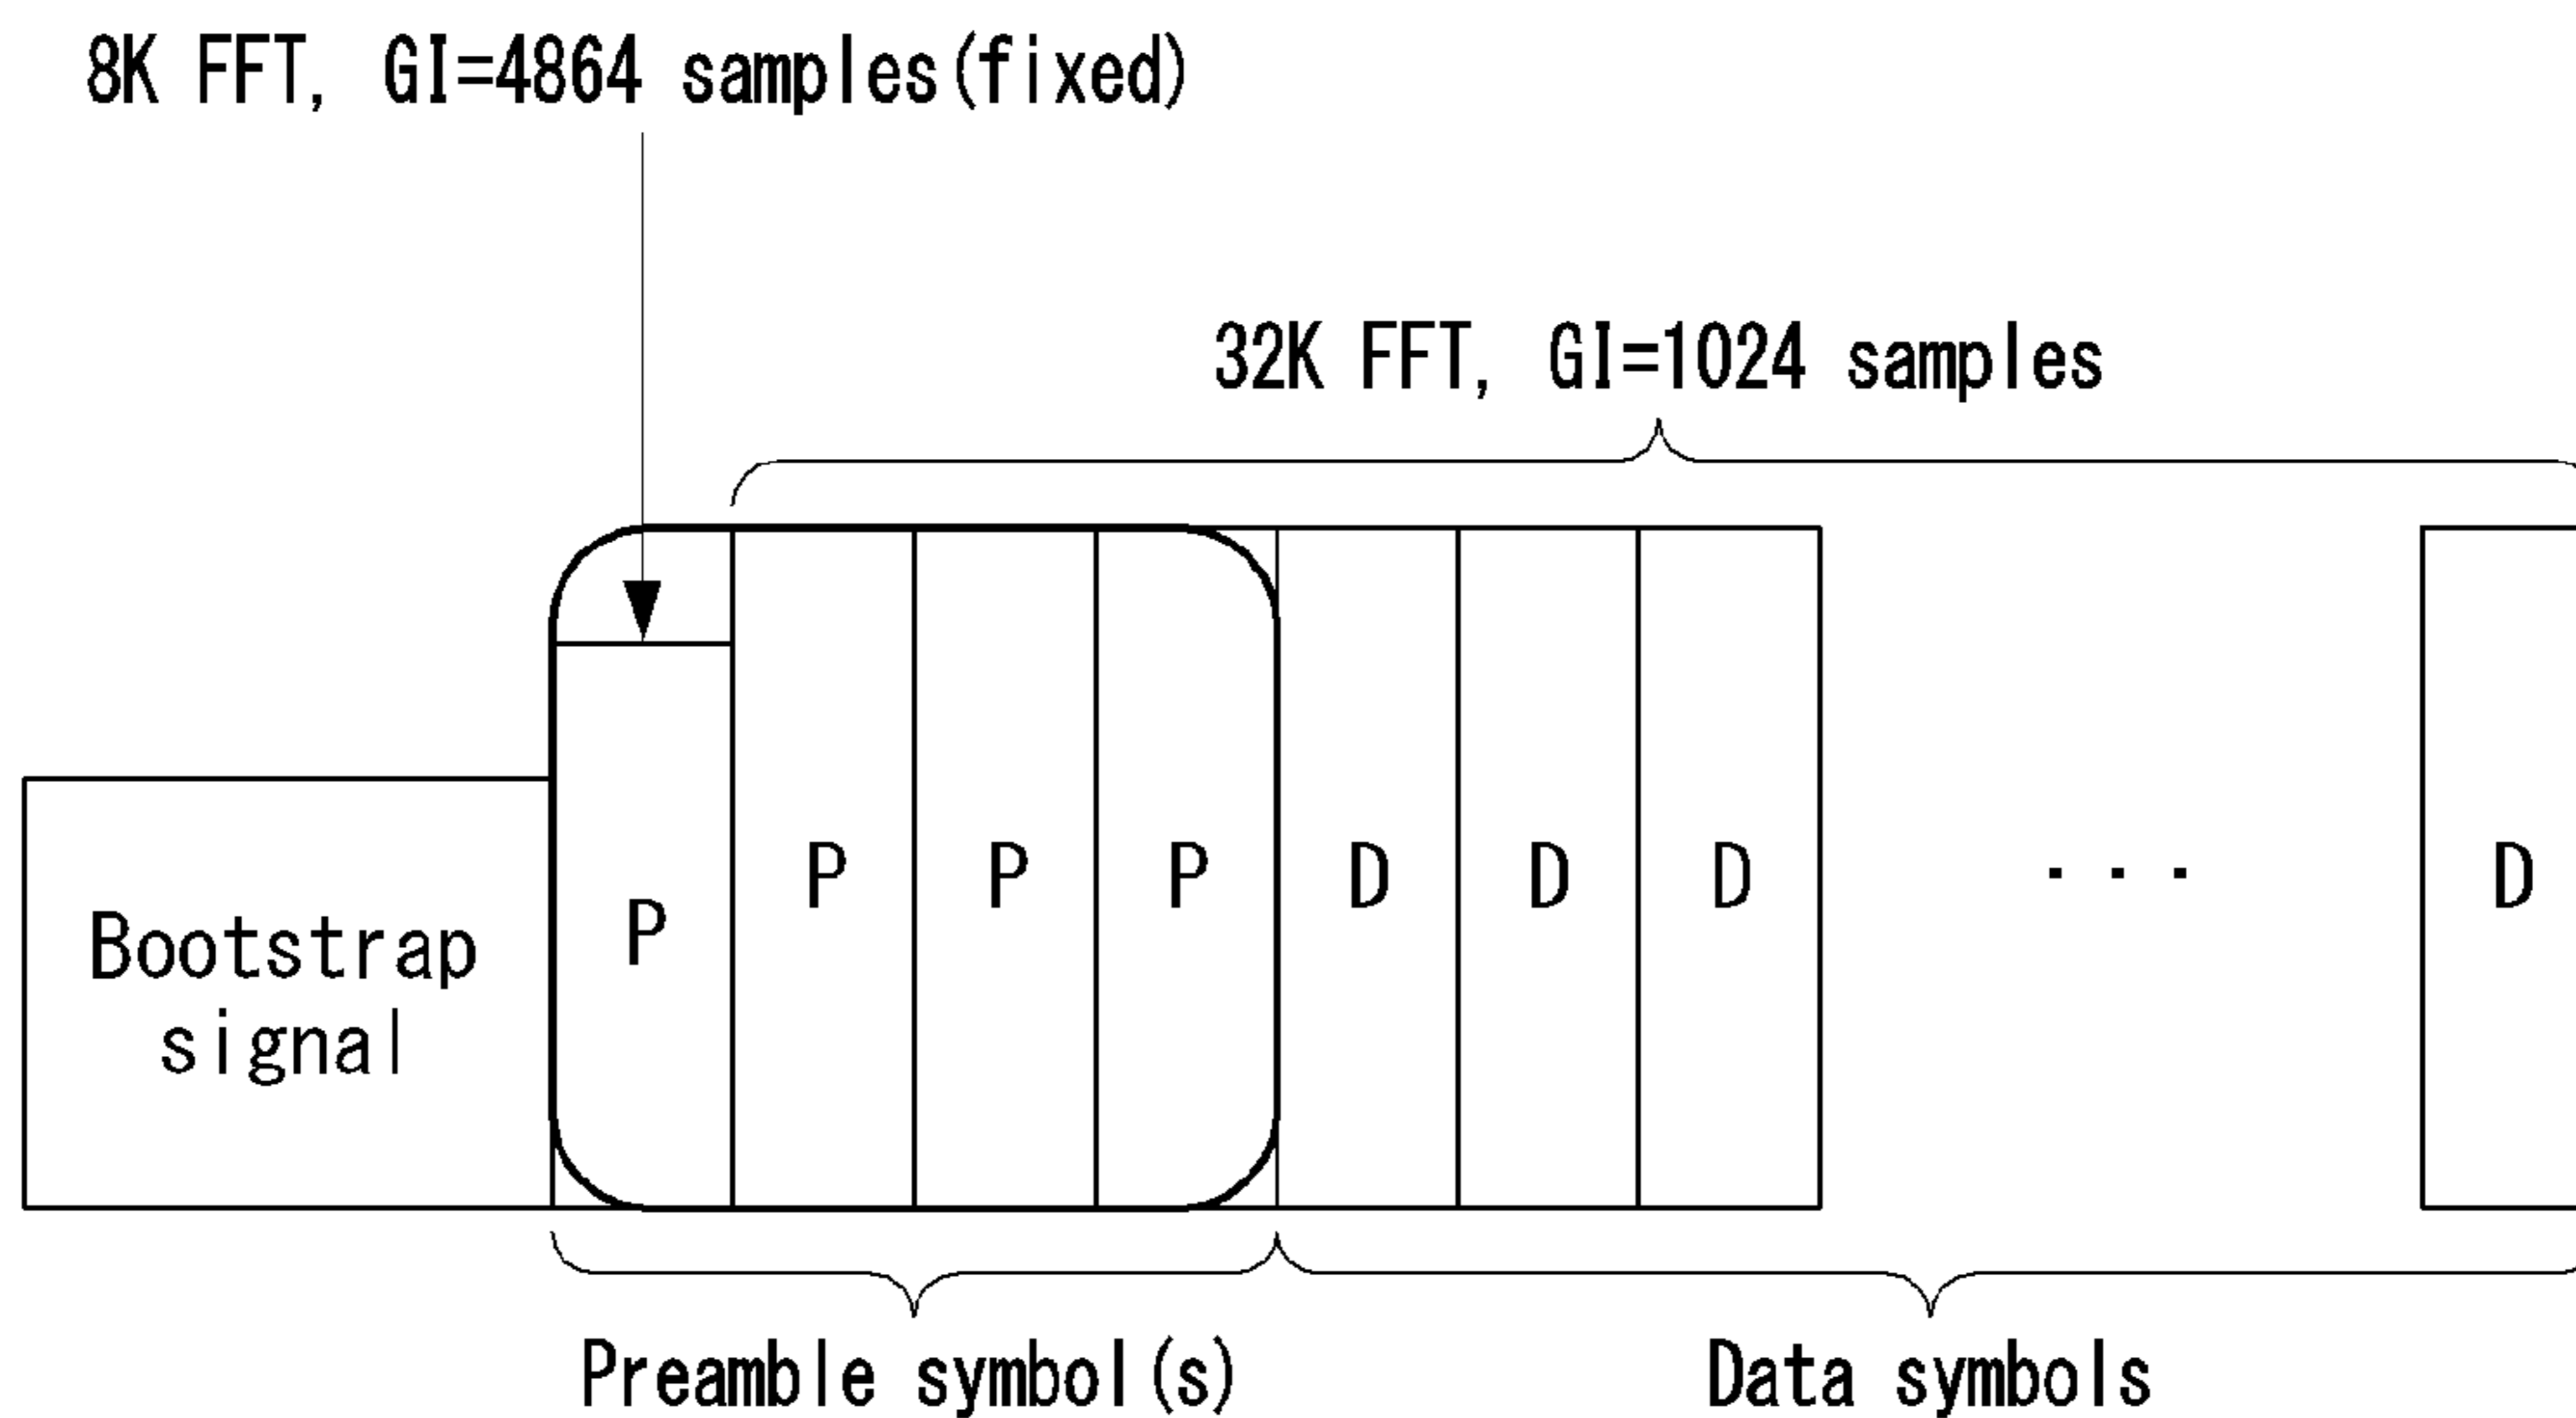 8K FFT, GI=4864 samples(fixed)
32K FFT, GI=1024 samples
Bootstrap
signal
P
P
P
P
D
D
D
...
D
Preamble symbol(s)
Data symbols